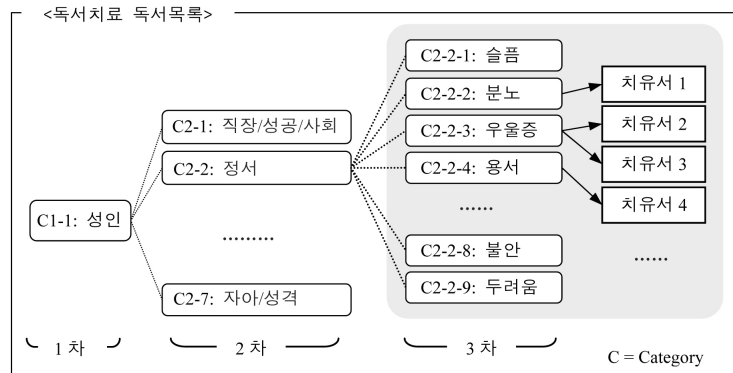 <독서치료 독서목록>
C2-2-1: 슬픔
C2-2-2: 분노
치유서 1
C2-1: 직장/성공/사회
C2-2-3: 우울증
치유서 2
C2-2: 정서
C2-2-4: 용서
치유서 3
C1-1: 성인
……
치유서 4
………
C2-2-8: 불안
……
C2-7: 자아/성격
C2-2-9: 두려움
1 차
2 차
3 차
C = Category